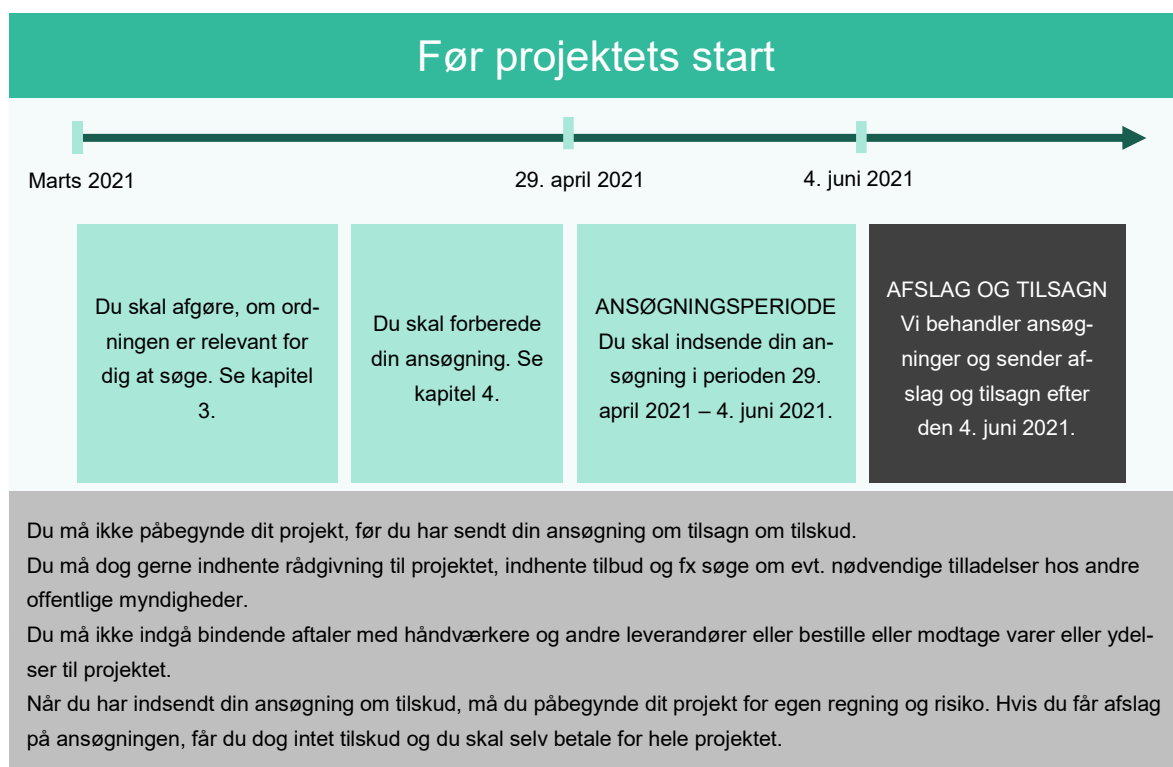 Før projektets start
Marts 2021
29. april 2021
4. juni 2021
Du skal afgøre, om ord-
ningen er relevant for
dig at søge. Se kapitel
3.
Du skal forberede
din ansøgning. Se
kapitel 4.
ANSØGNINGSPERIODE
Du skal indsende din an-
søgning i perioden 29.
april 2021 – 4. juni 2021.
AFSLAG OG TILSAGN
Vi behandler ansøg-
ninger og sender af-
slag og tilsagn efter
den 4. juni 2021.
Du må ikke påbegynde dit projekt, før du har sendt din ansøgning om tilsagn om tilskud.
Du må dog gerne indhente rådgivning til projektet, indhente tilbud og fx søge om evt. nødvendige tilladelser hos andre
offentlige myndigheder.
Du må ikke indgå bindende aftaler med håndværkere og andre leverandører eller bestille eller modtage varer eller ydel-
ser til projektet.
Når du har indsendt din ansøgning om tilskud, må du påbegynde dit projekt for egen regning og risiko. Hvis du får afslag
på ansøgningen, får du dog intet tilskud og du skal selv betale for hele projektet.